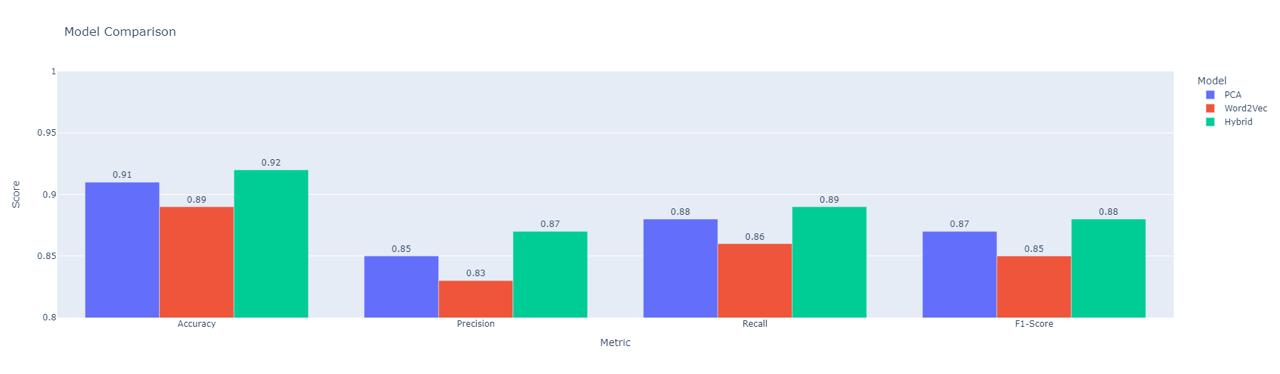 Model Comparison
1
0.95
0.9
0.85
0.8
Score
0.91
0.89
0.92
0.85
0.83
0.87
0.88
0.86
0.89
0.87
0.85
0.88
Accuracy
Precision
Recall
F1-Score
Metric
Model
PCA
Word2Vec
Hybrid